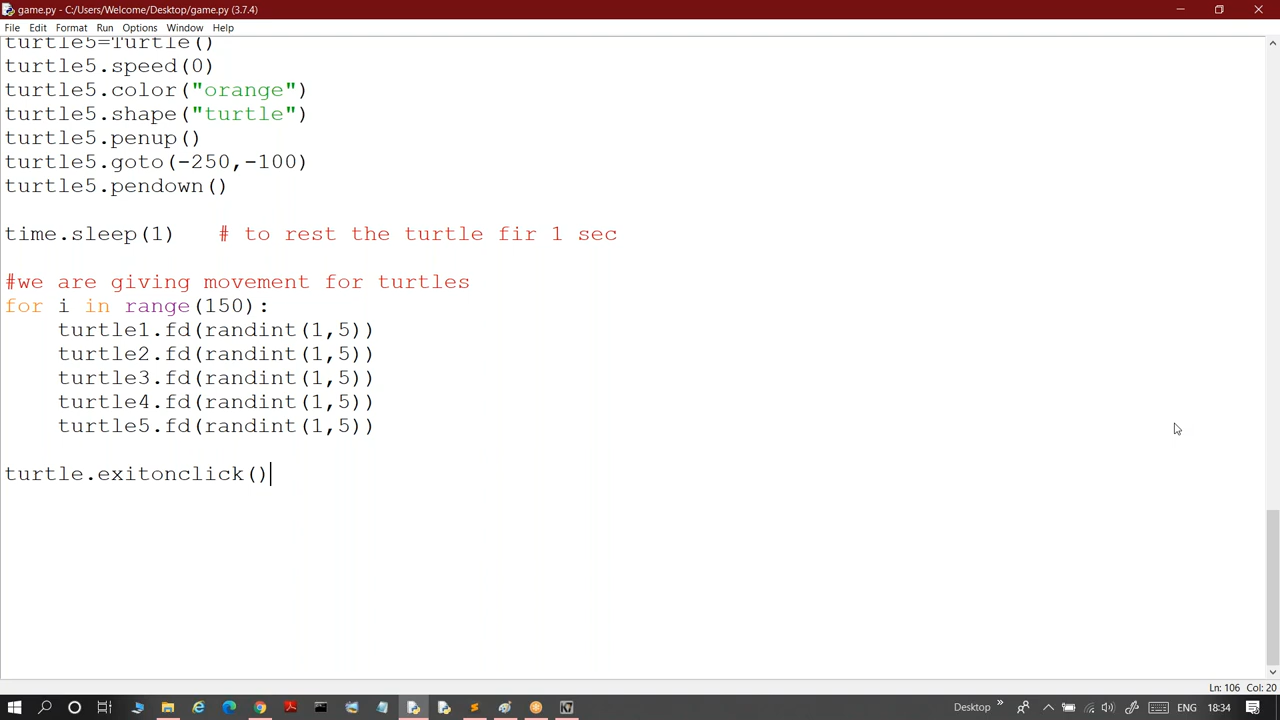 game.py - C:/Users/Welcome/Desktop/game.py (3.7.4)
File Edit Format Run Options Window Help
turtle5=Turtle()
turtle5.speed(0)
turtle5.color("orange")
turtle5.shape("turtle")
turtle5.penup()
turtle5.goto(-250,-100)
turtle5.pendown()
time.sleep(1)   # to rest the turtle fir 1 sec
#we are giving movement for turtles
for i in range(150):
    turtle1.fd(randint(1,5))
    turtle2.fd(randint(1,5))
    turtle3.fd(randint(1,5))
    turtle4.fd(randint(1,5))
    turtle5.fd(randint(1,5))
turtle.exitonclick()
Ln: 106 Col: 20
Desktop ENG 18:34